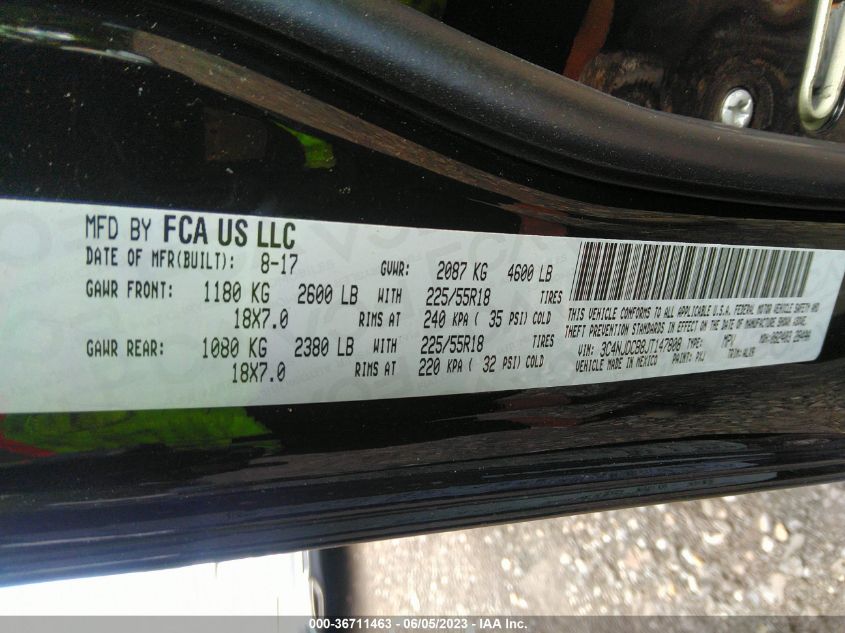 MFD BY FCA US LLC
DATE OF MFR(BUILT): 8-17 GVWR: 2087 KG 4600 LB
GAWR FRONT: 1180 KG 2600 LB WITH 225/55R18 TIRES
18X7.0 RIMS AT 240 KPA ( 35 PSI) COLD
GAWR REAR: 1080 KG 2380 LB WITH 225/55R18 TIRES
18X7.0 RIMS AT 220 KPA ( 32 PSI) COLD
THIS VEHICLE CONFORMS TO ALL APPLICABLE U.S.A. FEDERAL MOTOR VEHICLE SAFETY AND
THEFT PREVENTION STANDARDS IN EFFECT ON THE DATE OF MANUFACTURE SHOWN ABOVE.
VIN: 3C4NJDCB8JT147808 TYPE: MPV
VEHICLE MADE IN MEXICO PAINT: PXJ TRIM: ALX9
000-36711463 - 06/05/2023 - IAA Inc.